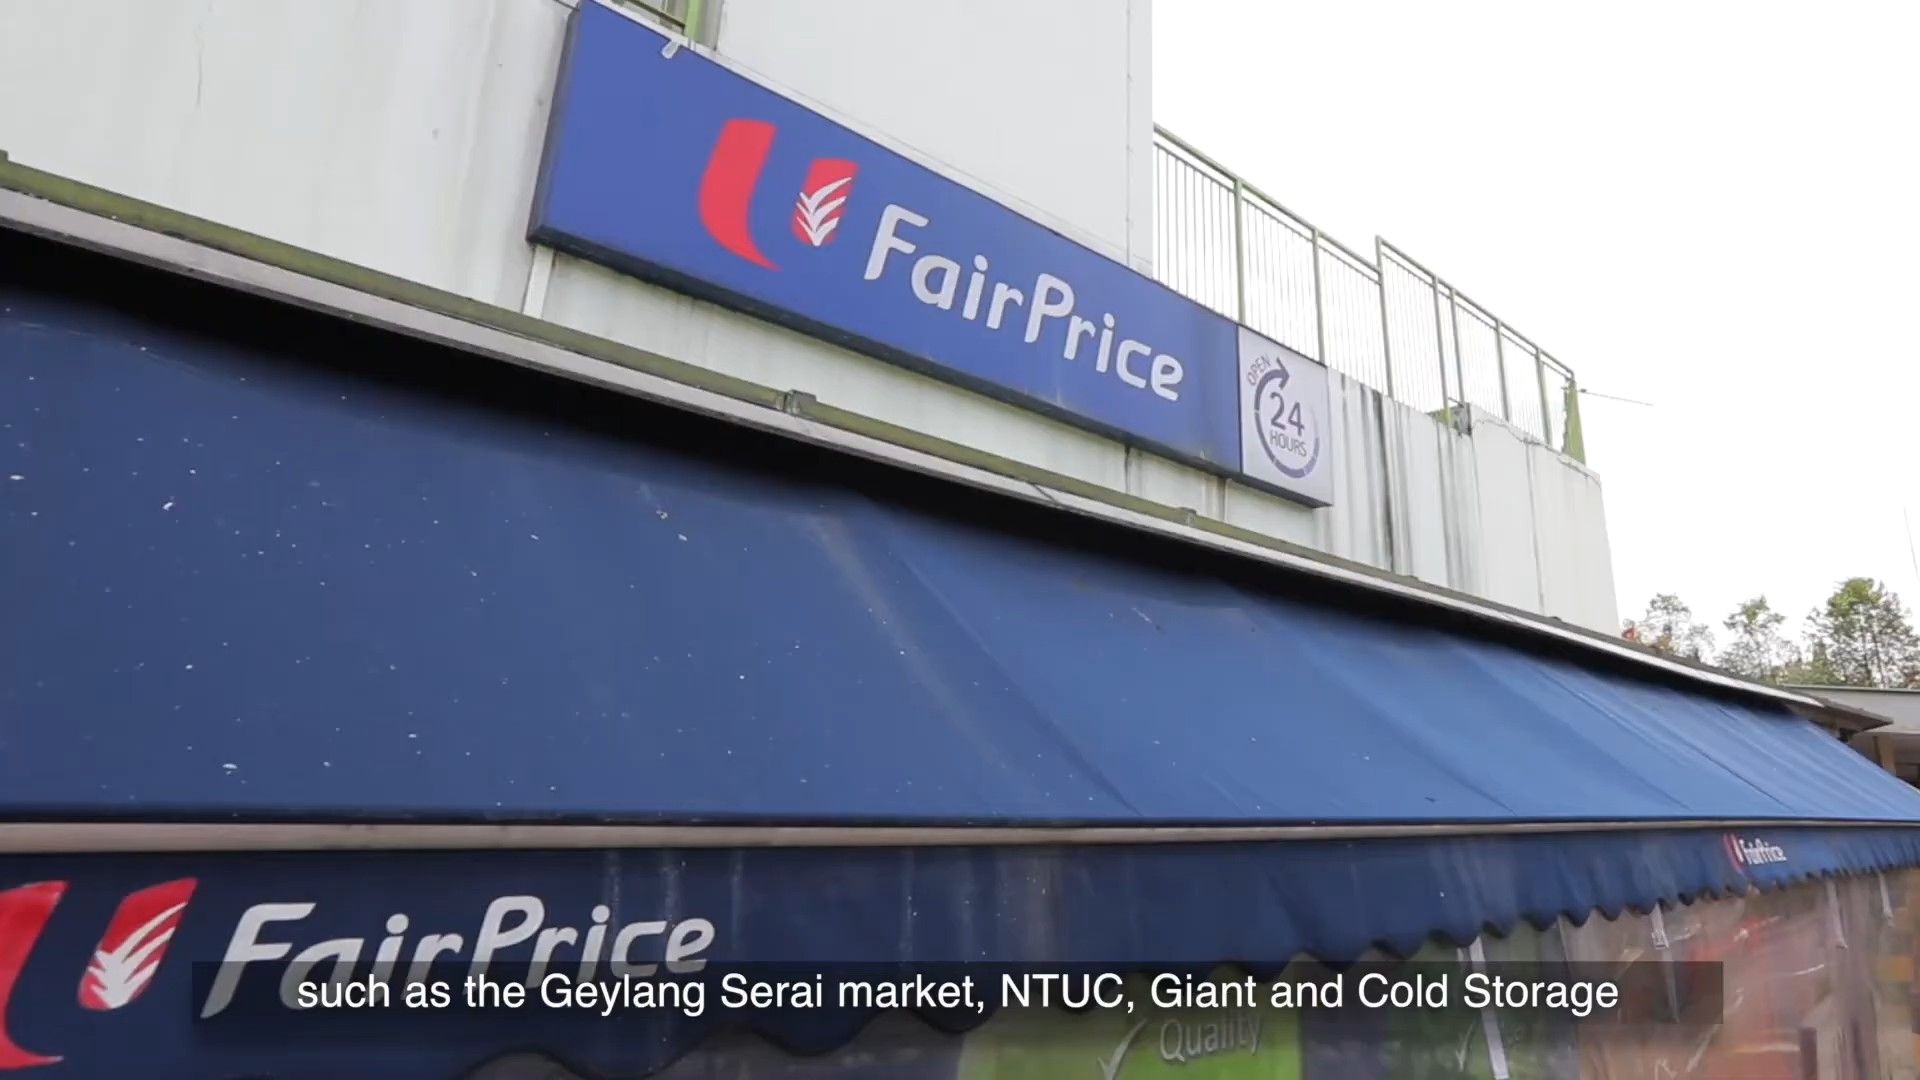 FairPrice
OPEN
24
HOURS
FairPrice
FairPrice
such as the Geylang Serai market, NTUC, Giant and Cold Storage
Quality